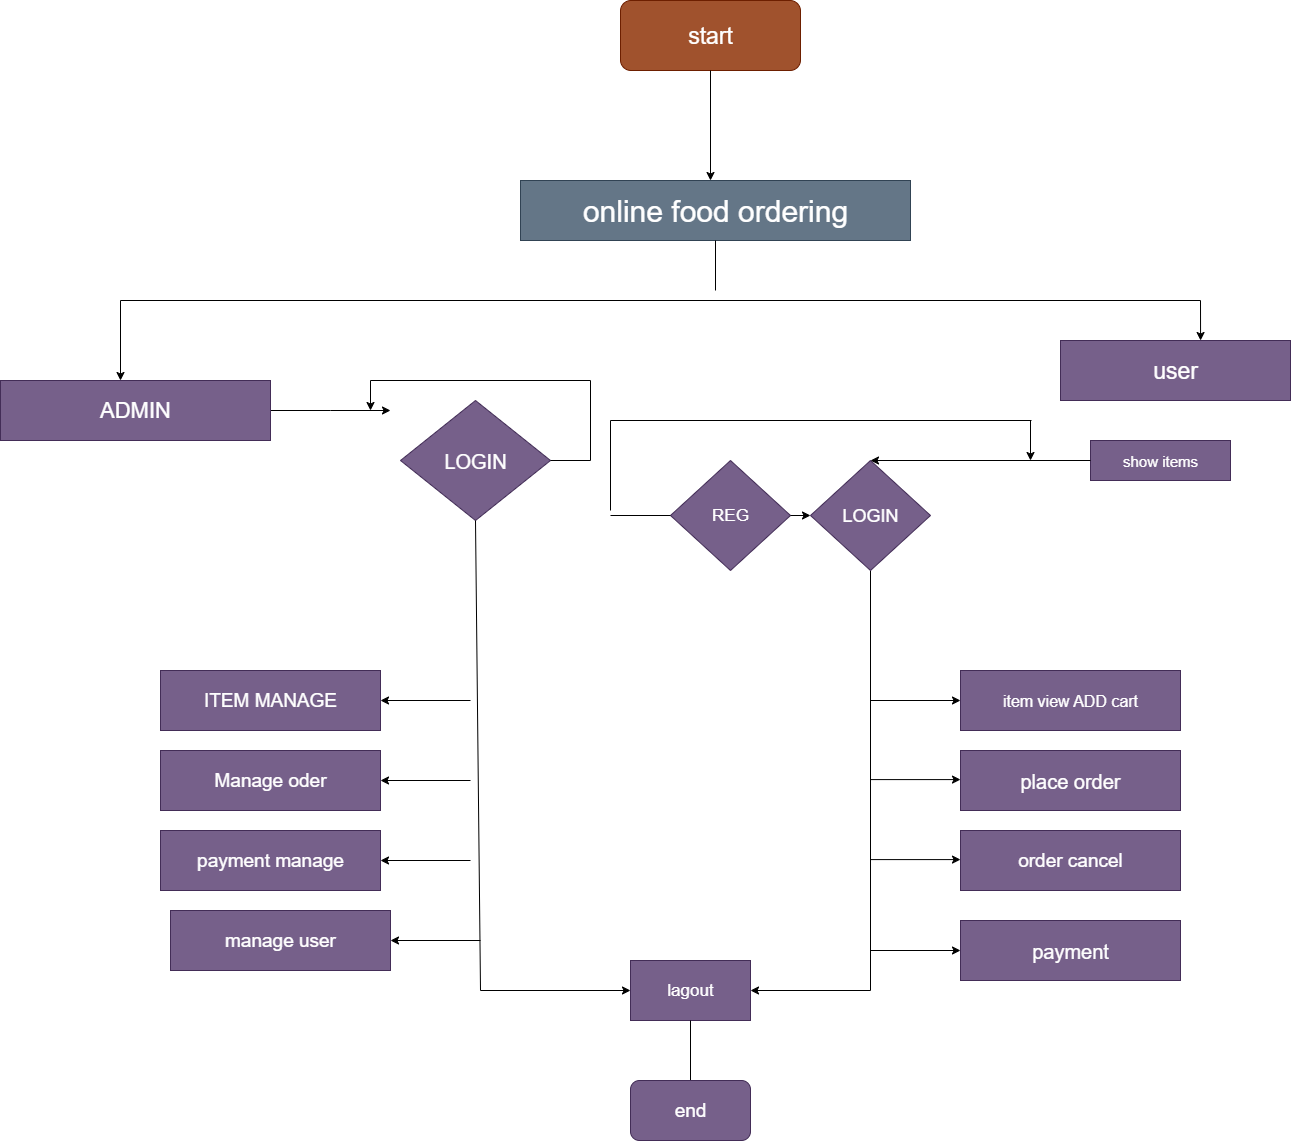 start
online food ordering
user
ADMIN
LOGIN
show items
REG
LOGIN
ITEM MANAGE
item view ADD cart
Manage oder
place order
payment manage
order cancel
manage user
payment
lagout
end